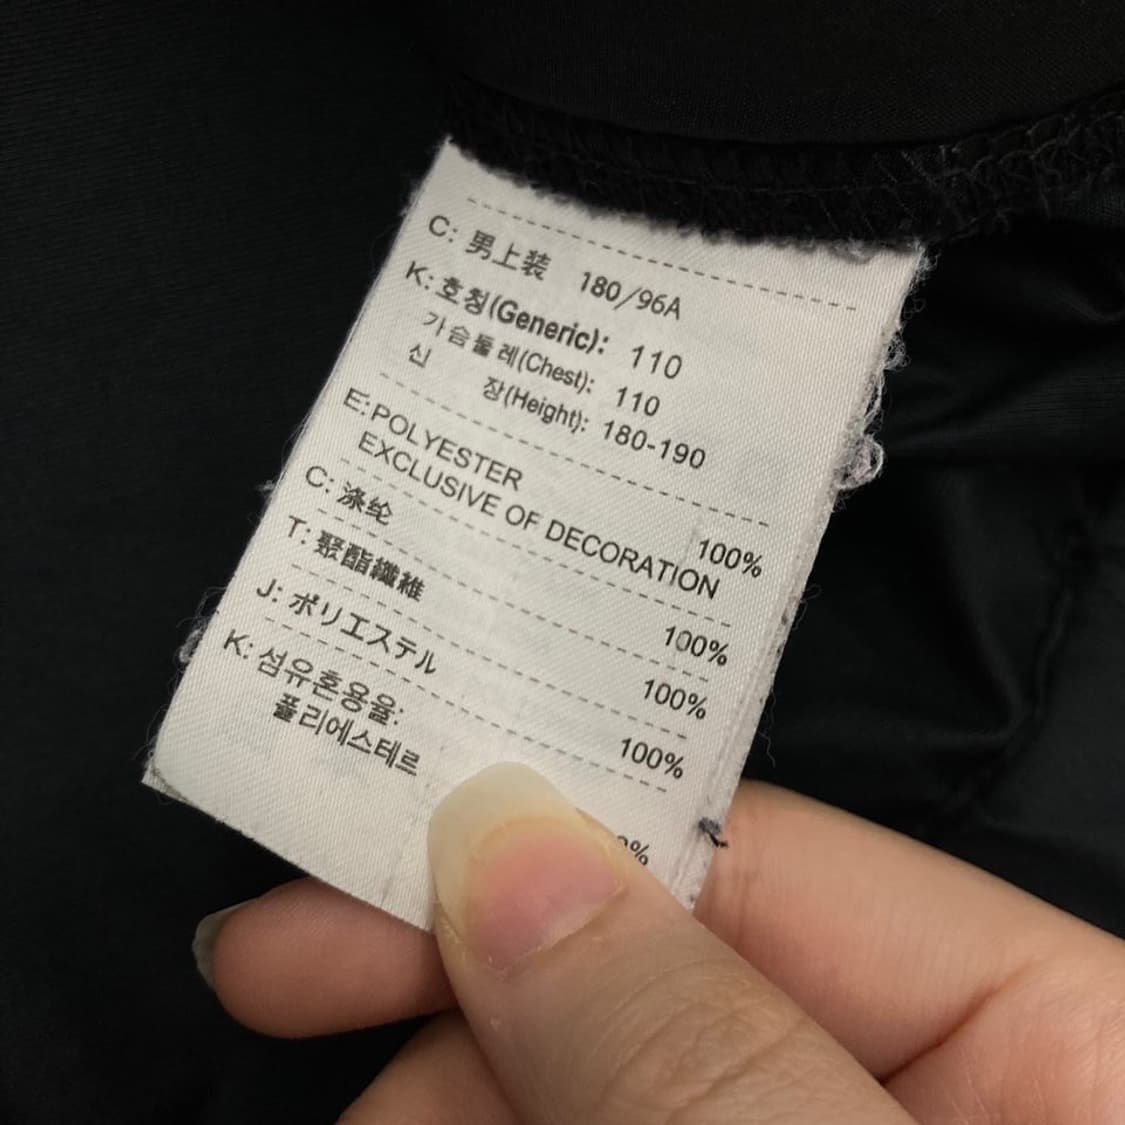 C: 男上装 180/96A
K: 호칭(Generic): 110
가슴둘레(Chest): 110
신 장(Height): 180-190
E: POLYESTER 100%
EXCLUSIVE OF DECORATION
C: 涤纶 100%
T: 聚酯纖維 100%
J: ポリエステル 100%
K: 섬유혼용율:
폴리에스테르